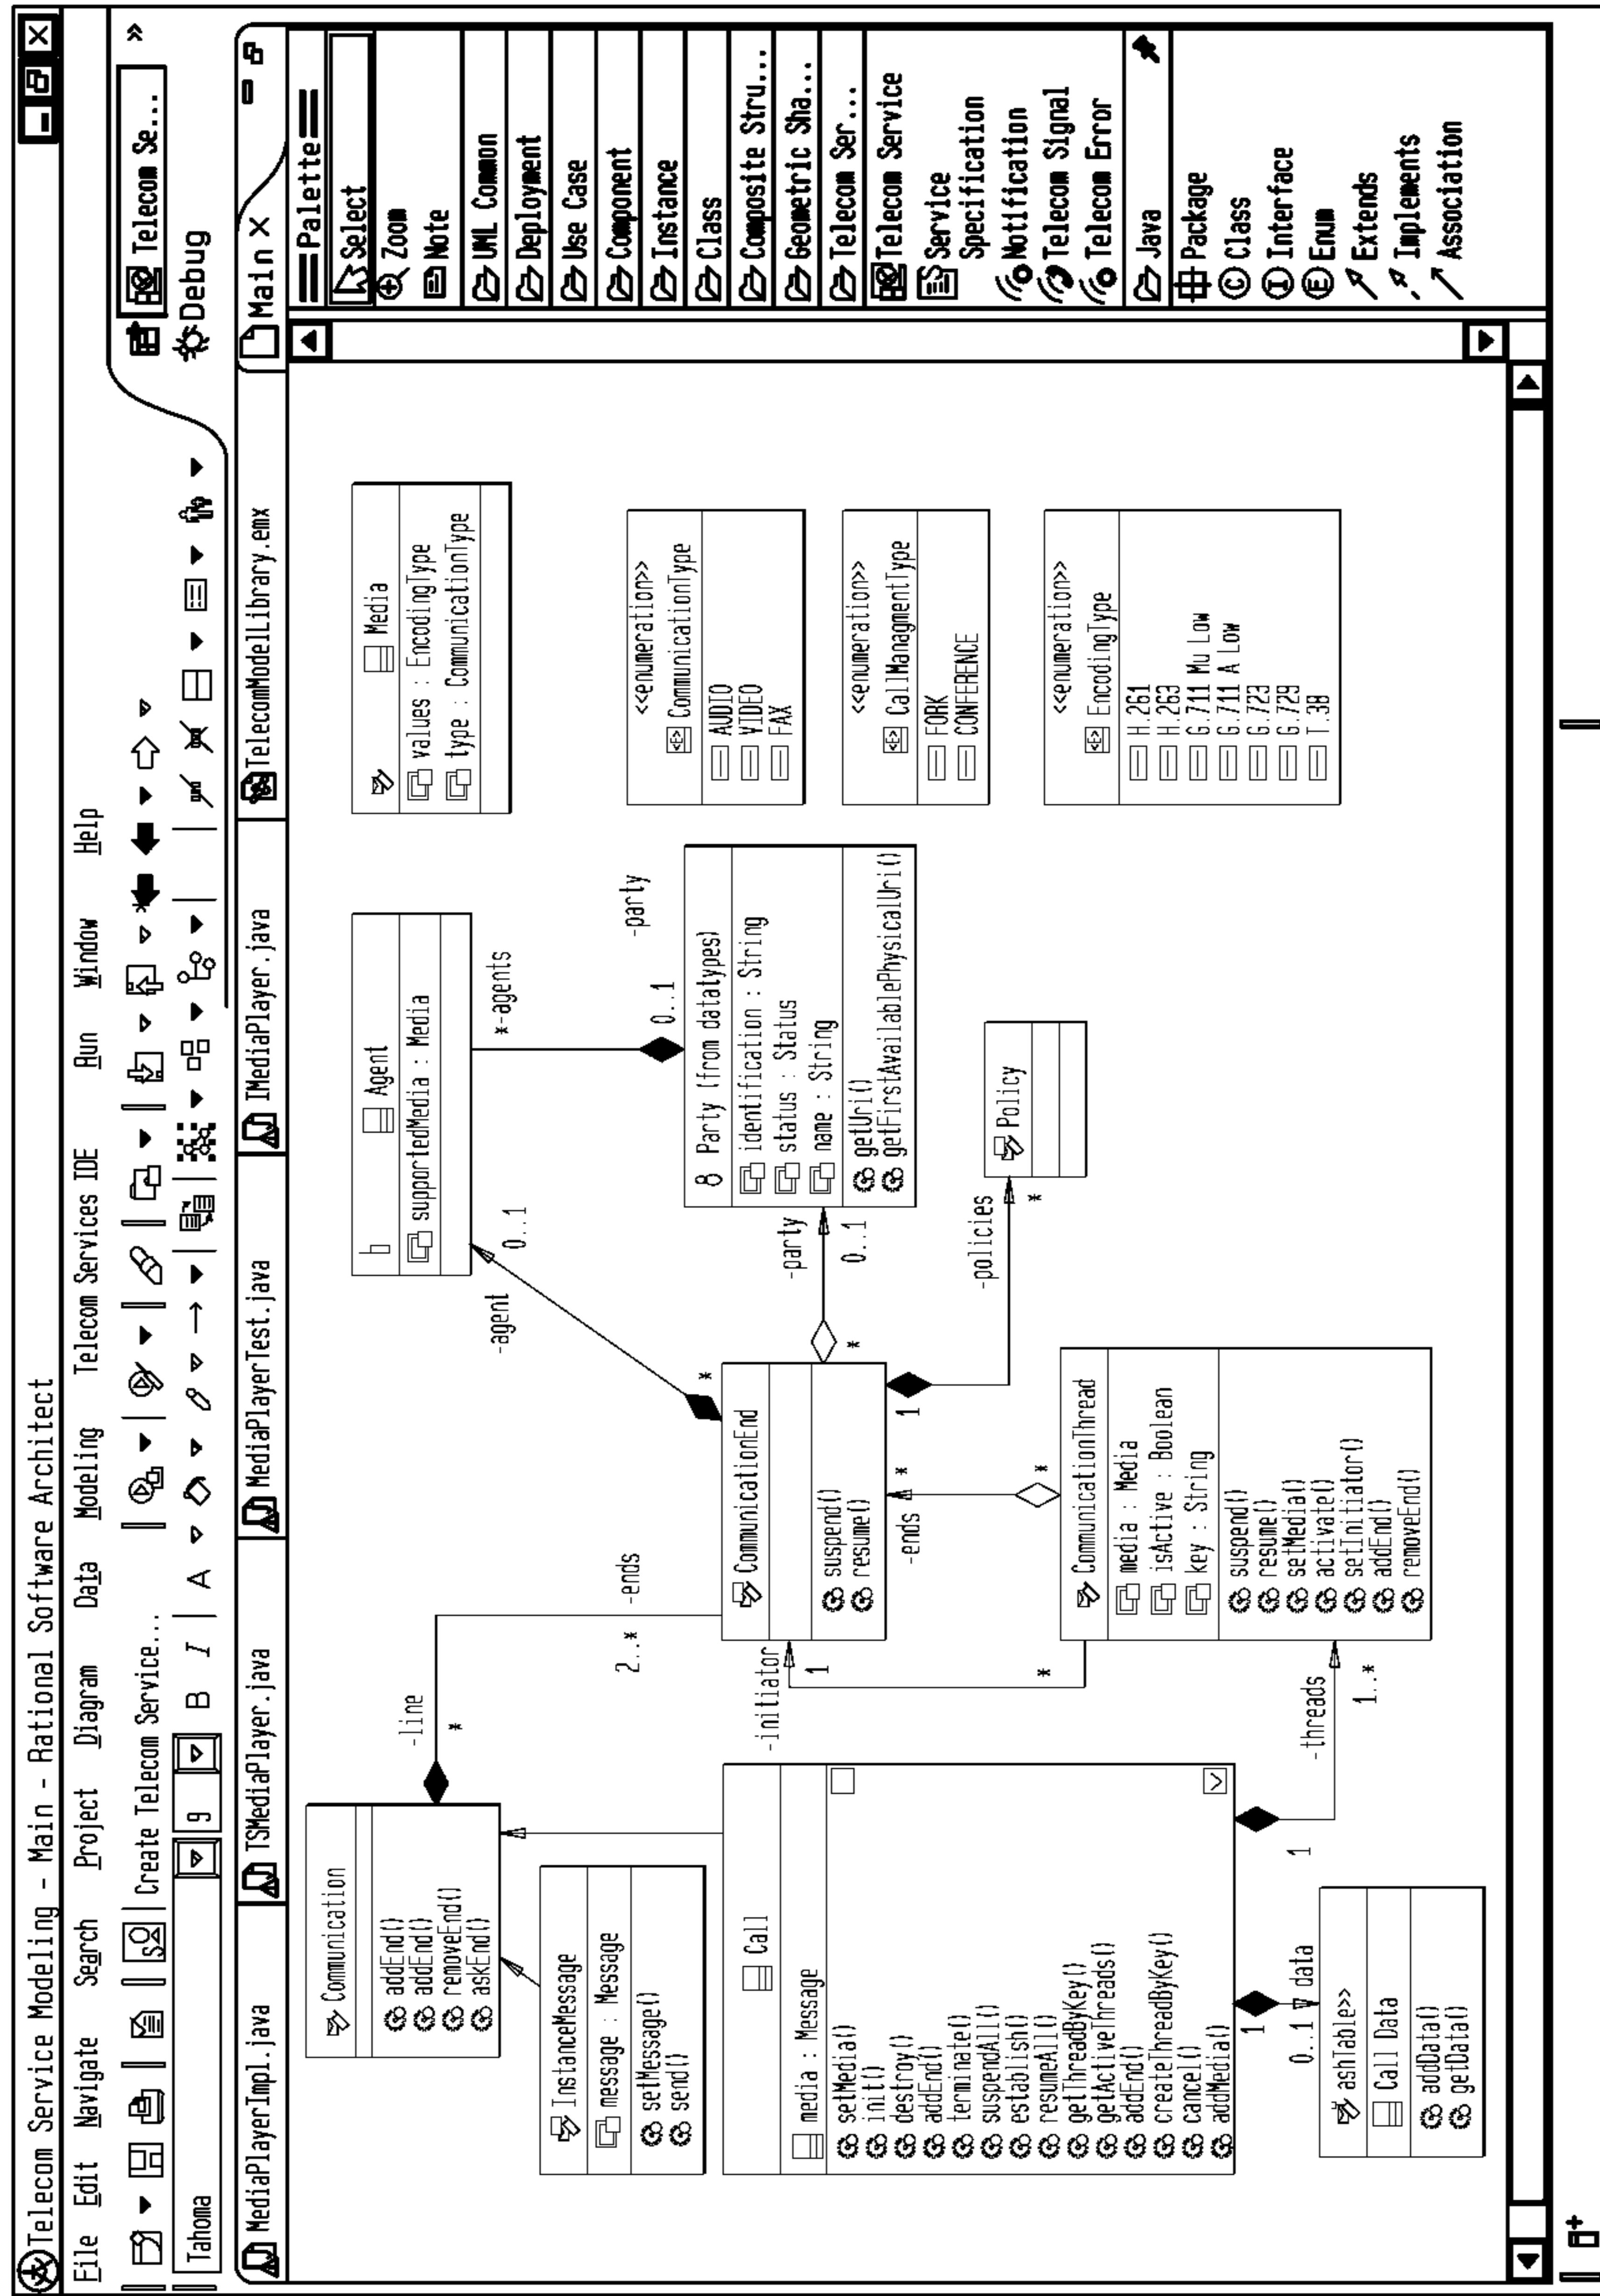 Telecom Service Modeling - Main - Rational Software Architect
File Edit Navigate Search Project Diagram Data Modeling Telecom Services IDE Run Window Help
Create Telecom Service...
Telecom Se...
»
Tahoma 9 B I A
Debug
MediaPlayerImpl.java TSMediaPlayer.java MediaPlayerTest.java IMediaPlayer.java TelecomModelLibrary.emx Main X
Communication
addEnd()
addEnd()
removeEnd()
askEnd()
-line
*
2..*
-ends
InstanceMessage
message : Message
setMessage()
send()
Call
media : Message
setMedia()
init()
destroy()
addEnd()
terminate()
suspendAll()
establish()
resumeAll()
getThreadByKey()
getActiveThreads()
addEnd()
createThreadByKey()
cancel()
addMedia()
1
0..1
data
ashTable>>
Call Data
addData()
getData()
1
-threads
1..*
-initiator
1
*
CommunicationEnd
suspend()
resume()
-ends
*
*
CommunicationThread
media : Media
isActive : Boolean
key : String
suspend()
resume()
setMedia()
activate()
setInitiator()
addEnd()
removeEnd()
*
-agent
0..1
Agent
supportedMedia : Media
*-agents
0..1
-party
*
-party
0..1
8 Party (from datatypes)
identification : String
status : Status
name : String
getUri()
getFirstAvailablePhysicalUri()
1
-policies
*
Policy
Media
values : EncodingType
type : CommunicationType
<<enumeration>>
<E> CommunicationType
AUDIO
VIDEO
FAX
<<enumeration>>
<E> CallManagmentType
FORK
CONFERENCE
<<enumeration>>
<E> EncodingType
H.261
H.263
G.711 Mu Low
G.711 A Low
G.723
G.729
T.38
Palette
Select
Zoom
Note
UML Common
Deployment
Use Case
Component
Instance
Class
Composite Stru...
Geometric Sha...
Telecom Ser...
Telecom Service
Service
Specification
Notification
Telecom Signal
Telecom Error
Java
Package
C Class
I Interface
E Enum
Extends
Implements
Association